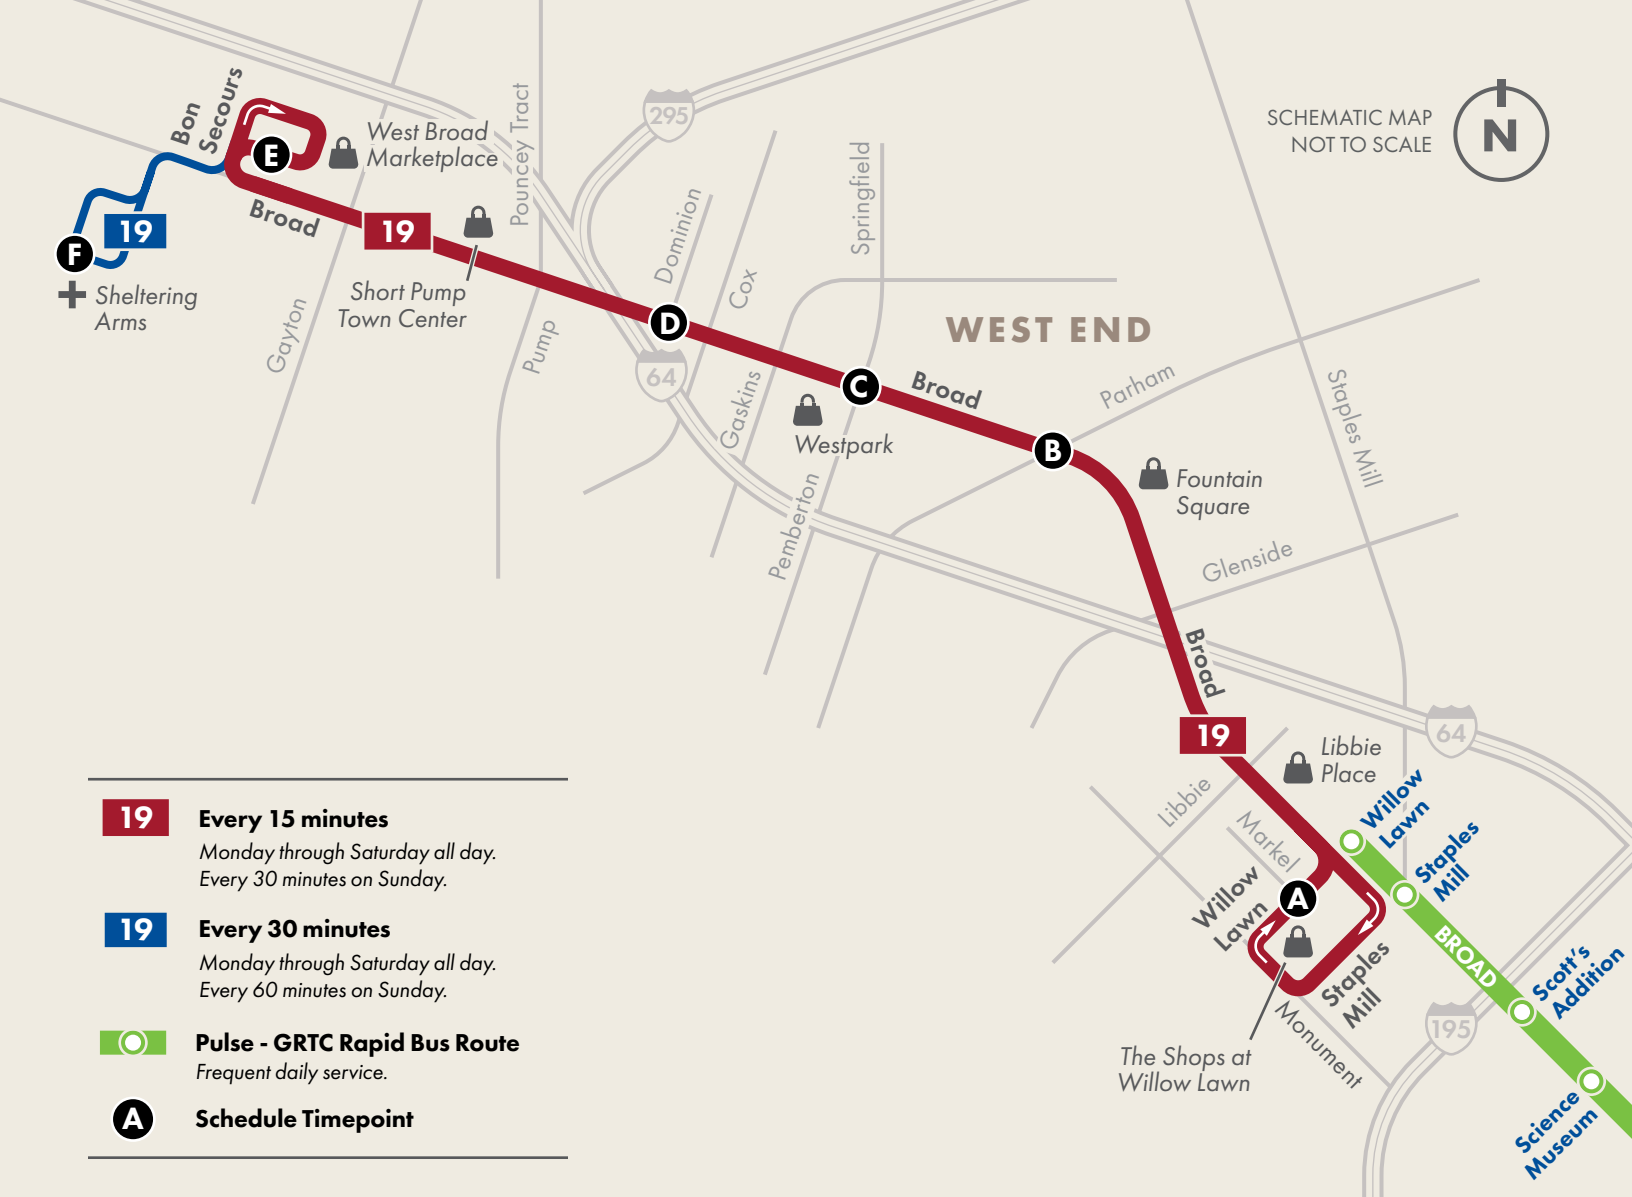 SCHEMATIC MAP
NOT TO SCALE
N
295
Bon
Secours
E
West Broad
Marketplace
Pouncey Tract
Springfield
Dominion
Cox
Broad
19
19
F
Sheltering
Arms
Short Pump
Town Center
Gayton
Pump
D
64
WEST END
C
Broad
Parham
Staples Mill
Gaskins
Westpark
B
Fountain
Square
Pemberton
Glenside
Broad
19
64
Libbie
Place
Libbie
Markel
Willow
Lawn
Staples
Mill
Willow
Lawn
A
Staples
Mill
BROAD
Scott's
Addition
195
Monument
The Shops at
Willow Lawn
Science
Museum
19
Every 15 minutes
Monday through Saturday all day.
Every 30 minutes on Sunday.
19
Every 30 minutes
Monday through Saturday all day.
Every 60 minutes on Sunday.
Pulse - GRTC Rapid Bus Route
Frequent daily service.
A
Schedule Timepoint